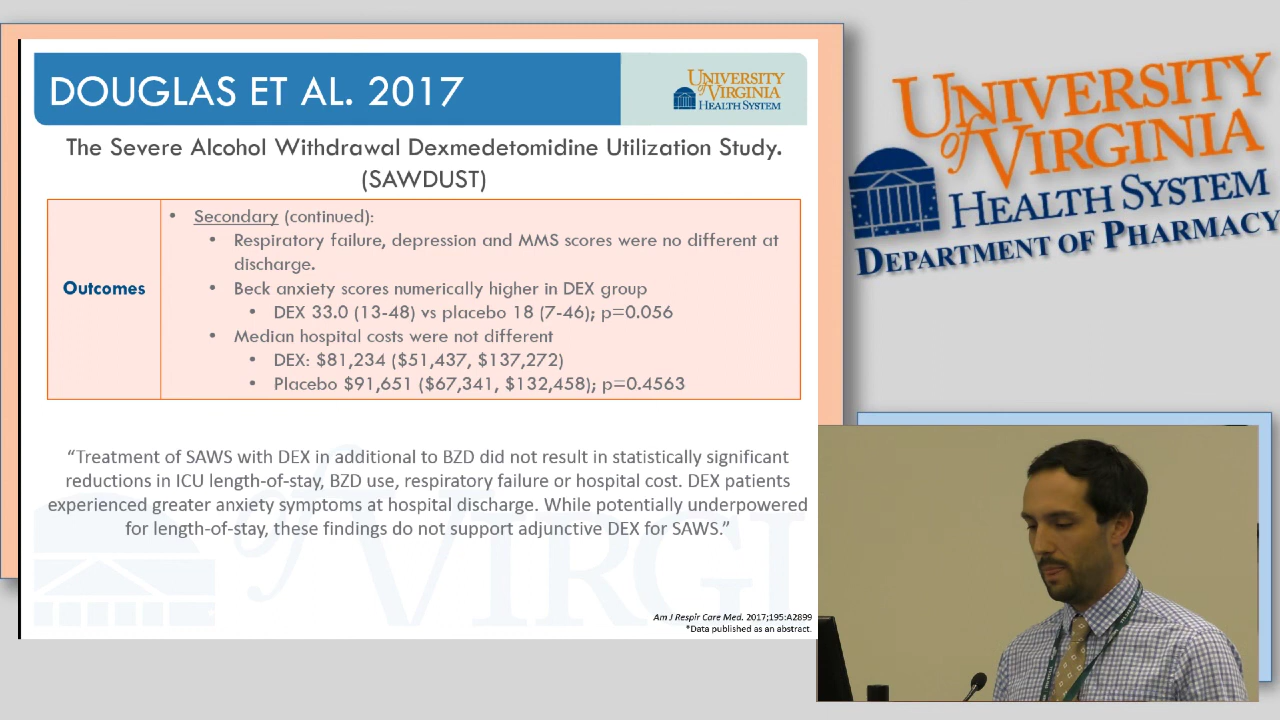 DOUGLAS ET AL. 2017
UNIVERSITY
of VIRGINIA
HEALTH SYSTEM
The Severe Alcohol Withdrawal Dexmedetomidine Utilization Study.
(SAWDUST)
Outcomes
• Secondary (continued):
• Respiratory failure, depression and MMS scores were no different at
discharge.
• Beck anxiety scores numerically higher in DEX group
• DEX 33.0 (13-48) vs placebo 18 (7-46); p=0.056
• Median hospital costs were not different
• DEX: $81,234 ($51,437, $137,272)
• Placebo $91,651 ($67,341, $132,458); p=0.4563
“Treatment of SAWS with DEX in additional to BZD did not result in statistically significant
reductions in ICU length-of-stay, BZD use, respiratory failure or hospital cost. DEX patients
experienced greater anxiety symptoms at hospital discharge. While potentially underpowered
for length-of-stay, these findings do not support adjunctive DEX for SAWS.”
of VIRGI
Am J Respir Care Med. 2017;195:A2899
*Data published as an abstract.
UNIVERSITY
of VIRGINIA
HEALTH SYSTEM
DEPARTMENT OF PHARMACY